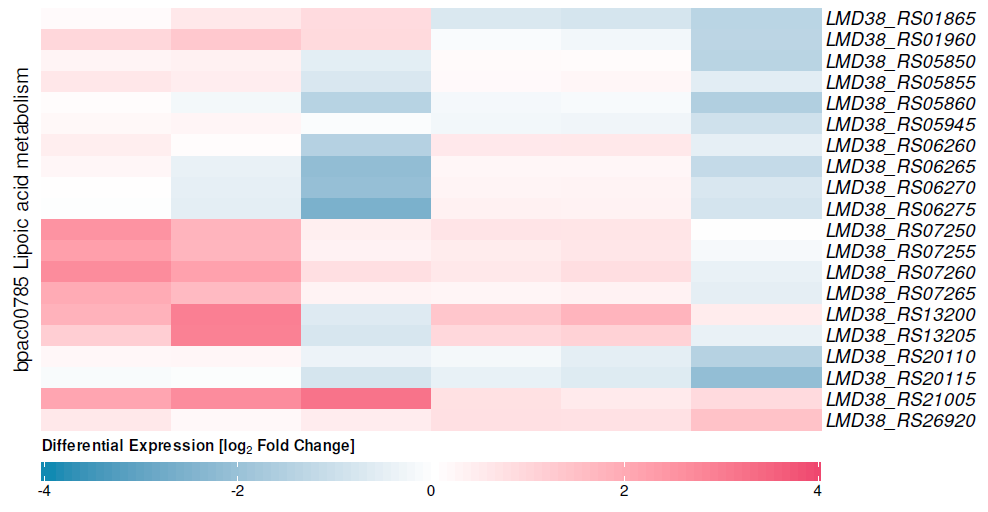 bpac00785 Lipoic acid metabolism
LMD38_RS01865
LMD38_RS01960
LMD38_RS05850
LMD38_RS05855
LMD38_RS05860
LMD38_RS05945
LMD38_RS06260
LMD38_RS06265
LMD38_RS06270
LMD38_RS06275
LMD38_RS07250
LMD38_RS07255
LMD38_RS07260
LMD38_RS07265
LMD38_RS13200
LMD38_RS13205
LMD38_RS20110
LMD38_RS20115
LMD38_RS21005
LMD38_RS26920
Differential Expression [log₂ Fold Change]
-4 -2 0 2 4